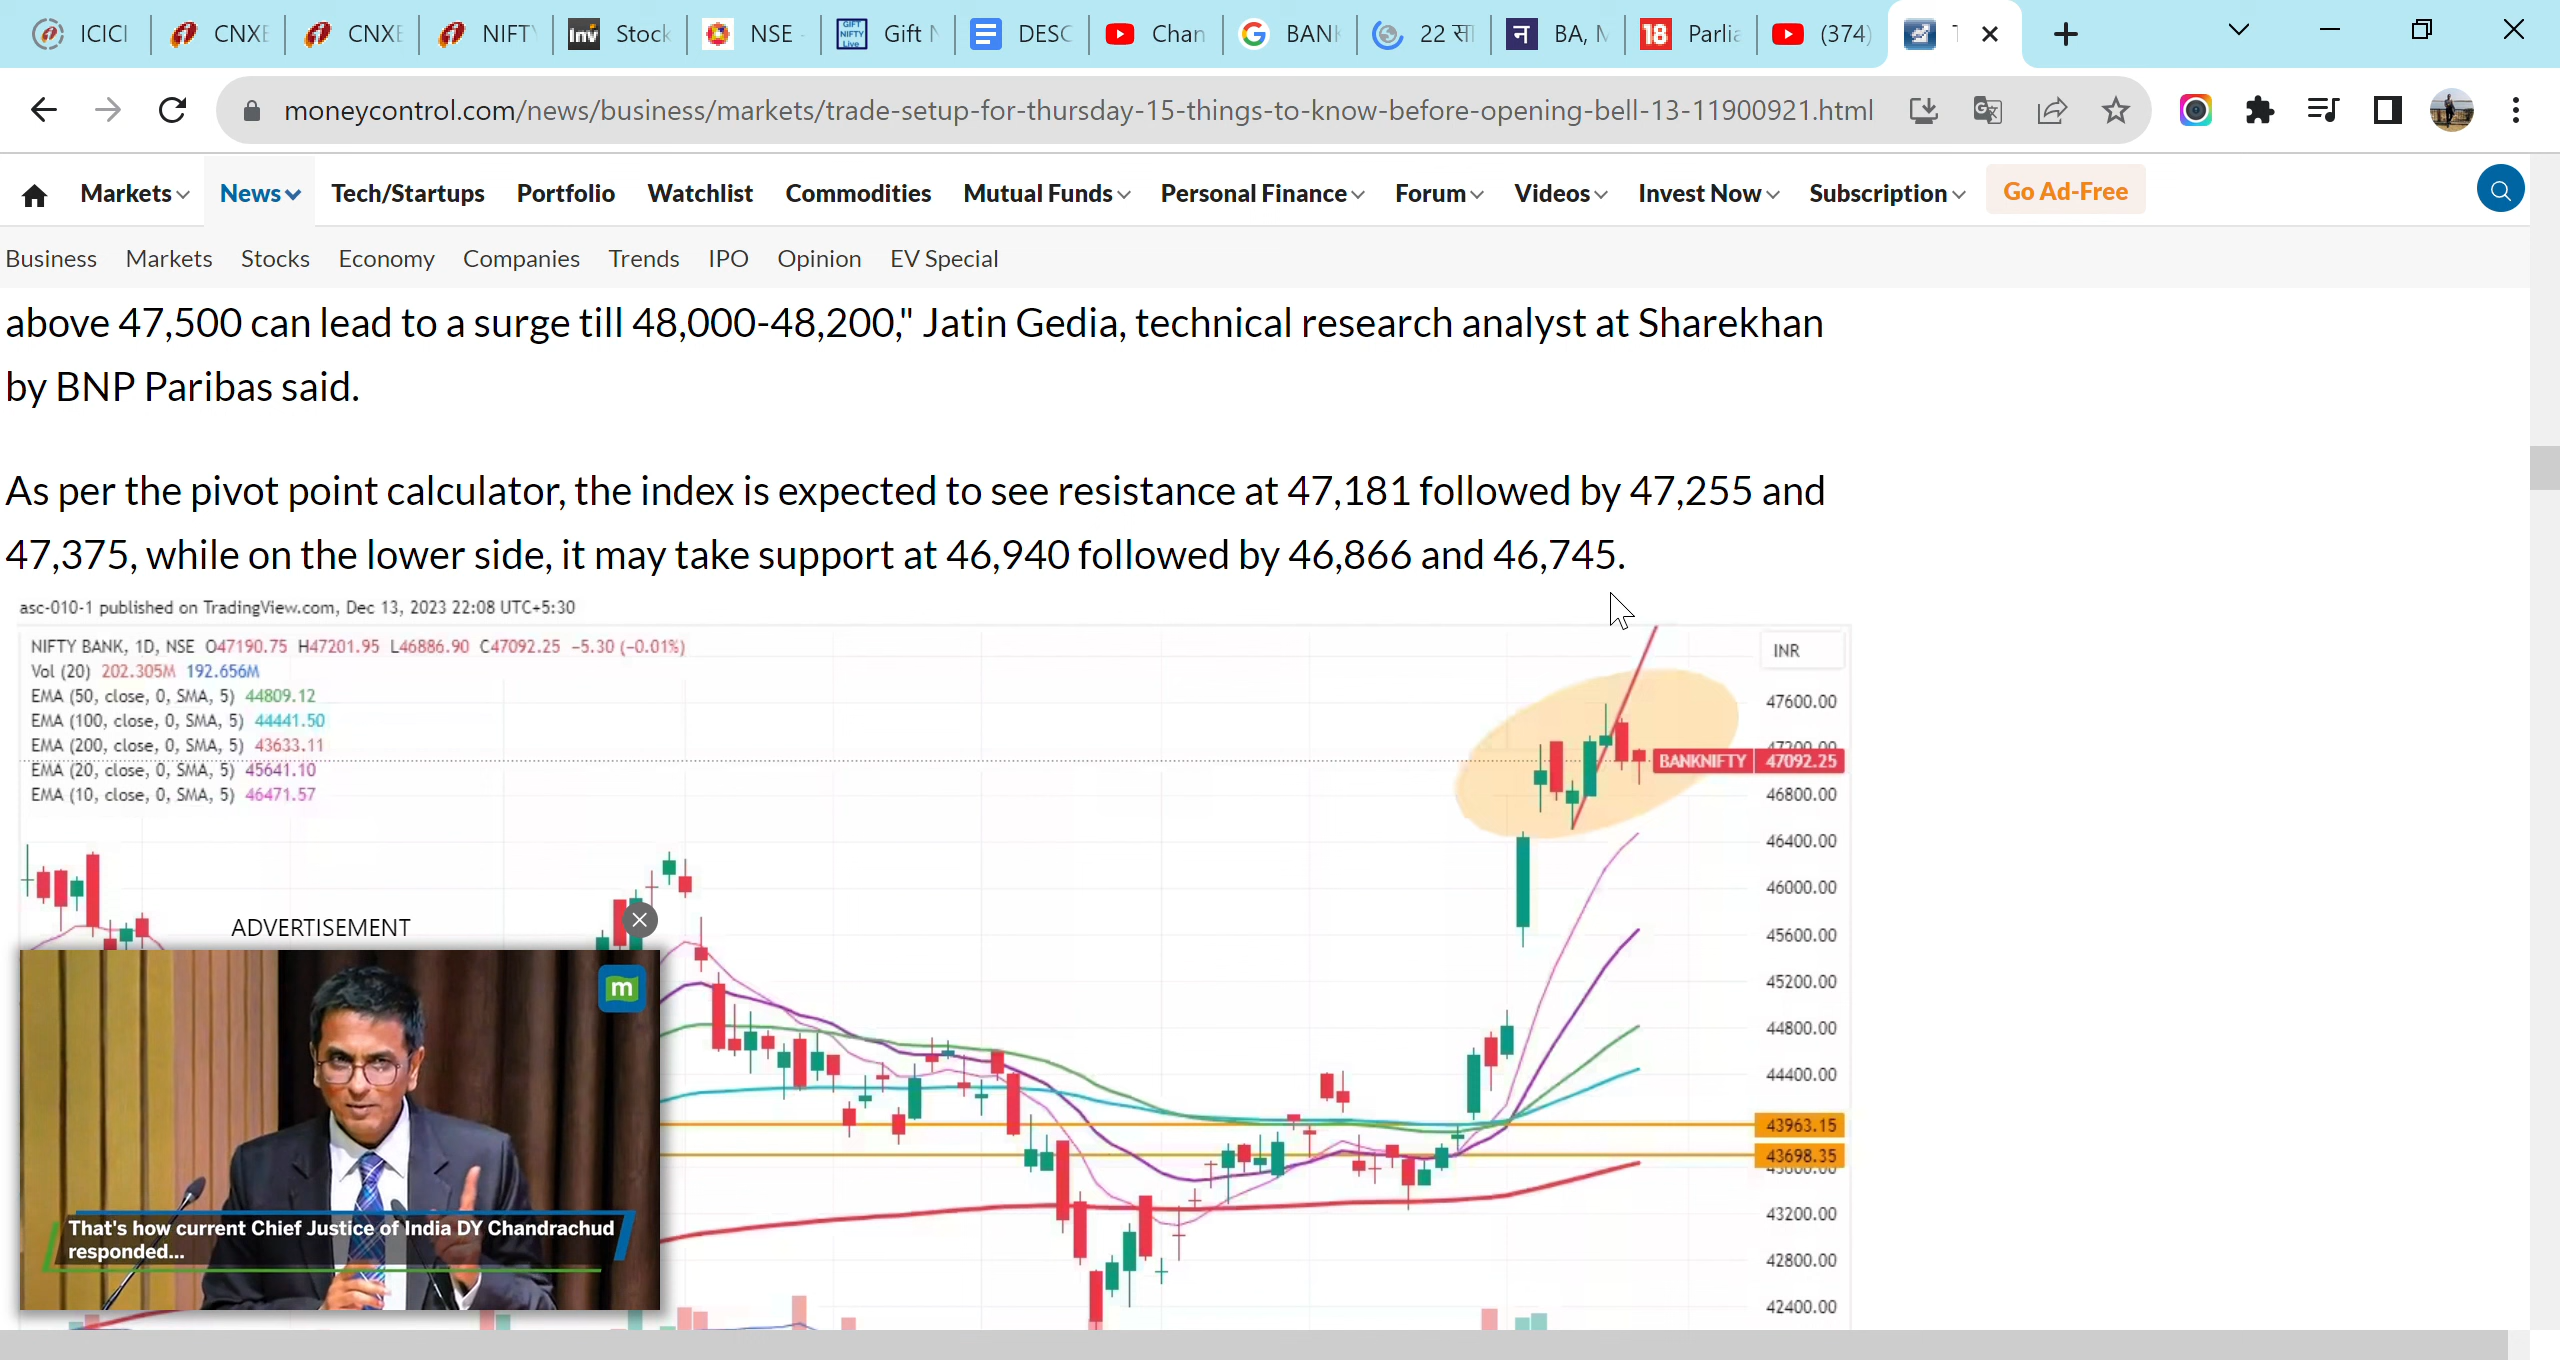 ICICI
CNXE
CNXE
NIFTY
Inv Stock
NSE
GIFT NIFTY Live Gift N
DESC
Chan
BANK
22 सा
न BA, M
18 Parlia
(374)
moneycontrol.com/news/business/markets/trade-setup-for-thursday-15-things-to-know-before-opening-bell-13-11900921.html
Markets News Tech/Startups Portfolio Watchlist Commodities Mutual Funds Personal Finance Forum Videos Invest Now Subscription Go Ad-Free
Business Markets Stocks Economy Companies Trends IPO Opinion EV Special
above 47,500 can lead to a surge till 48,000-48,200," Jatin Gedia, technical research analyst at Sharekhan
by BNP Paribas said.
As per the pivot point calculator, the index is expected to see resistance at 47,181 followed by 47,255 and
47,375, while on the lower side, it may take support at 46,940 followed by 46,866 and 46,745.
asc-010-1 published on TradingView.com, Dec 13, 2023 22:08 UTC+5:30
NIFTY BANK, 1D, NSE O47190.75 H47201.95 L46886.90 C47092.25 −5.30 (−0.01%)
Vol (20) 202.305M 192.656M
EMA (50, close, 0, SMA, 5) 44809.12
EMA (100, close, 0, SMA, 5) 44441.50
EMA (200, close, 0, SMA, 5) 43633.11
EMA (20, close, 0, SMA, 5) 45641.10
EMA (10, close, 0, SMA, 5) 46471.57
INR
47600.00
47200.00
BANKNIFTY 47092.25
46800.00
46400.00
46000.00
45600.00
45200.00
44800.00
44400.00
43963.15
43698.35
43600.00
43200.00
42800.00
42400.00
ADVERTISEMENT
m
That's how current Chief Justice of India DY Chandrachud
responded...